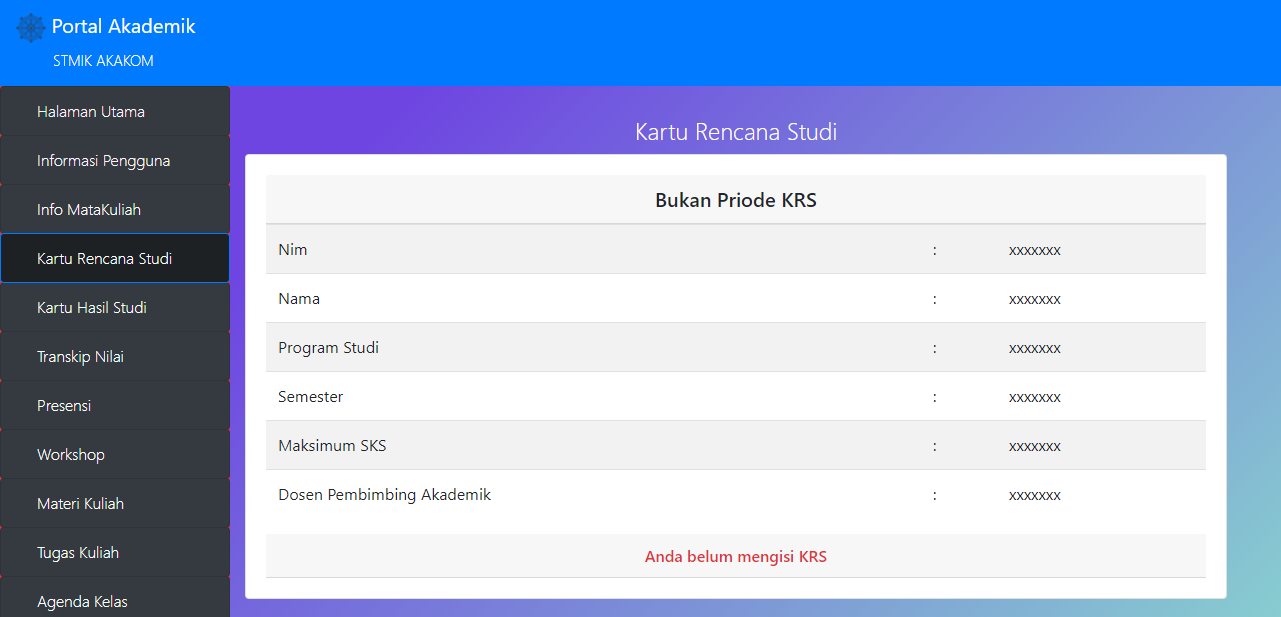 Portal Akademik
STMIK AKAKOM
Halaman Utama
Informasi Pengguna
Info MataKuliah
Kartu Rencana Studi
Kartu Hasil Studi
Transkip Nilai
Presensi
Workshop
Materi Kuliah
Tugas Kuliah
Agenda Kelas
Kartu Rencana Studi
Bukan Priode KRS
Nim : xxxxxxx
Nama : xxxxxxx
Program Studi : xxxxxxx
Semester : xxxxxxx
Maksimum SKS : xxxxxxx
Dosen Pembimbing Akademik : xxxxxxx
Anda belum mengisi KRS